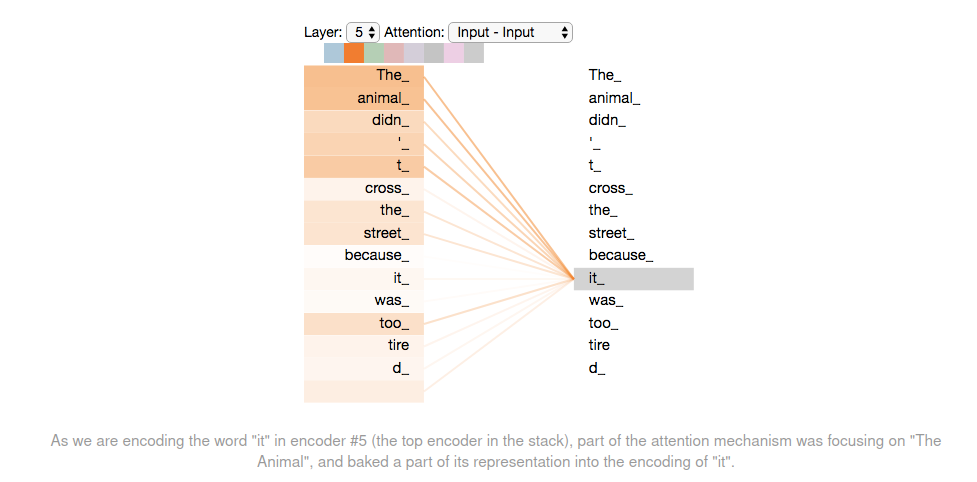 Layer: 5 Attention: Input - Input
The_ The_
animal_ animal_
didn_ didn_
'_ '_
t_ t_
cross_ cross_
the_ the_
street_ street_
because_ because_
it_ it_
was_ was_
too_ too_
tire tire
d_ d_
As we are encoding the word "it" in encoder #5 (the top encoder in the stack), part of the attention mechanism was focusing on "The
Animal", and baked a part of its representation into the encoding of "it".